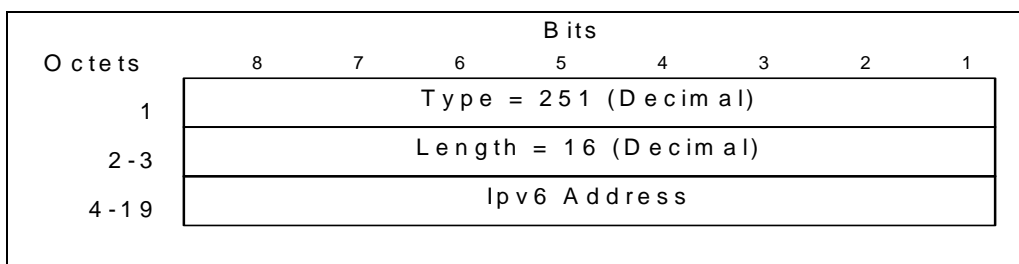 Bits
Octets 8 7 6 5 4 3 2 1
1 Type = 251 (Decimal)
2-3 Length = 16 (Decimal)
4-19 Ipv6 Address